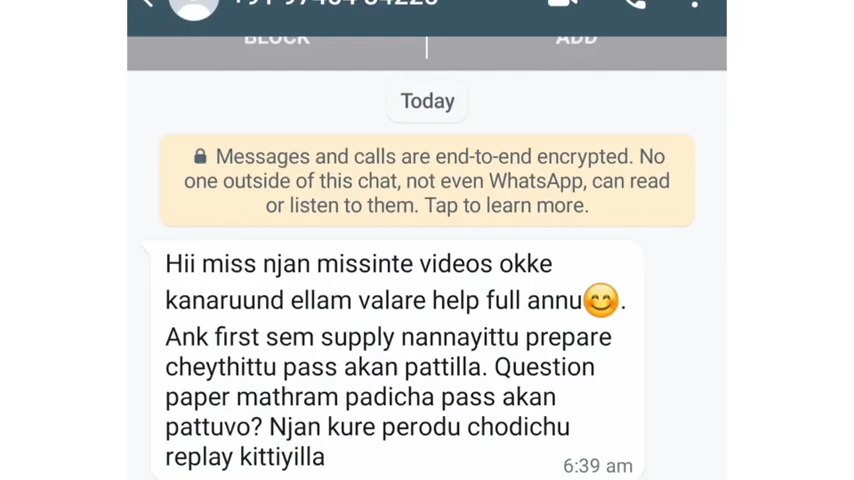 BLOCK
ADD
Today
Messages and calls are end-to-end encrypted. No
one outside of this chat, not even WhatsApp, can read
or listen to them. Tap to learn more.
Hii miss njan missinte videos okke
kanaruund ellam valare help full annu😊.
Ank first sem supply nannayittu prepare
cheythittu pass akan pattilla. Question
paper mathram padicha pass akan
pattuvo? Njan kure perodu chodichu
replay kittiyilla
6:39 am